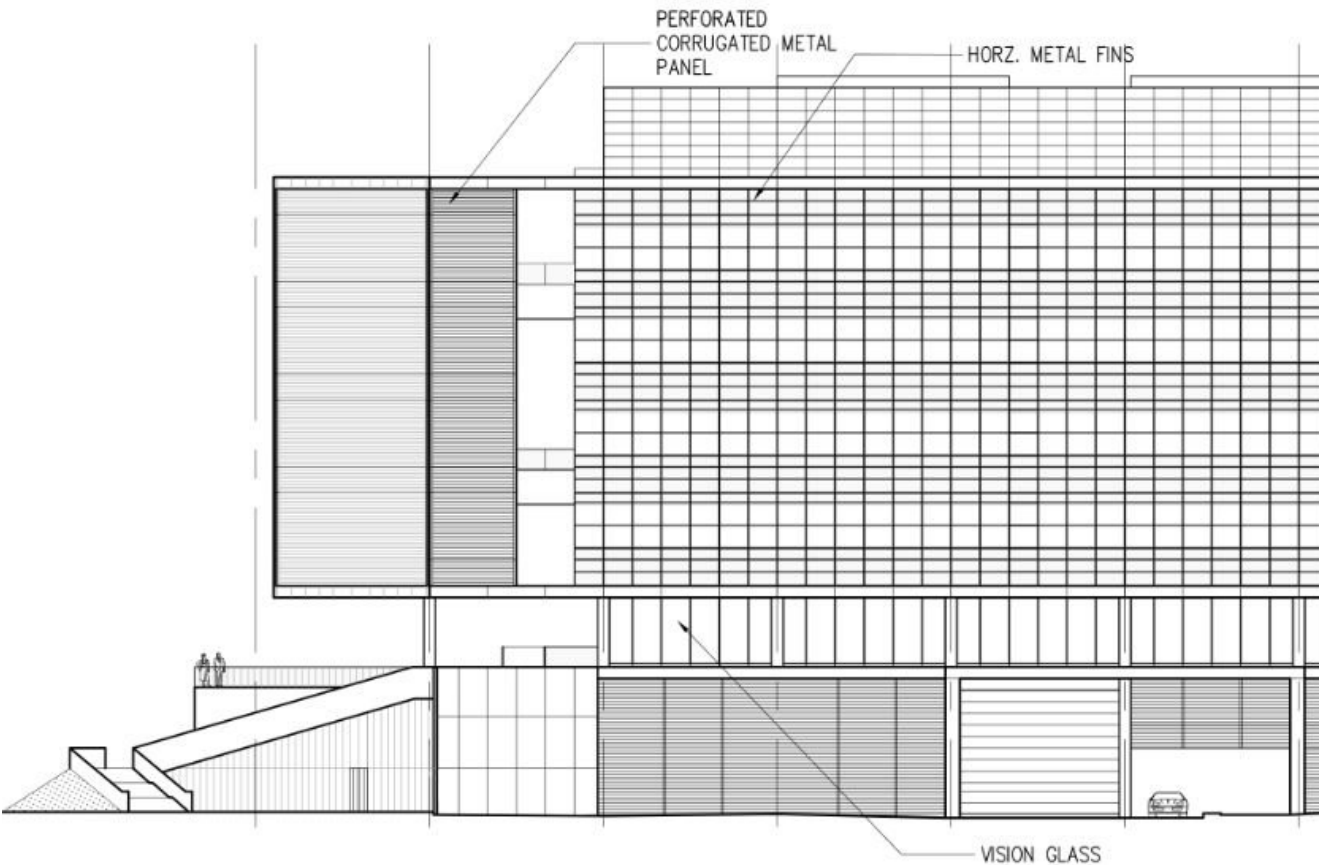 PERFORATED
CORRUGATED METAL
PANEL
HORZ. METAL FINS
VISION GLASS